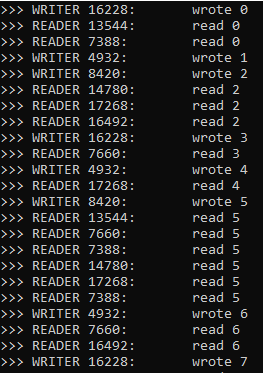 >>> WRITER 16228: wrote 0
>>> READER 13544: read 0
>>> READER 7388: read 0
>>> WRITER 4932: wrote 1
>>> WRITER 8420: wrote 2
>>> READER 14780: read 2
>>> READER 17268: read 2
>>> READER 16492: read 2
>>> WRITER 16228: wrote 3
>>> READER 7660: read 3
>>> WRITER 4932: wrote 4
>>> READER 17268: read 4
>>> WRITER 8420: wrote 5
>>> READER 13544: read 5
>>> READER 7660: read 5
>>> READER 7388: read 5
>>> READER 14780: read 5
>>> READER 17268: read 5
>>> READER 7388: read 5
>>> WRITER 4932: wrote 6
>>> READER 7660: read 6
>>> READER 16492: read 6
>>> WRITER 16228: wrote 7